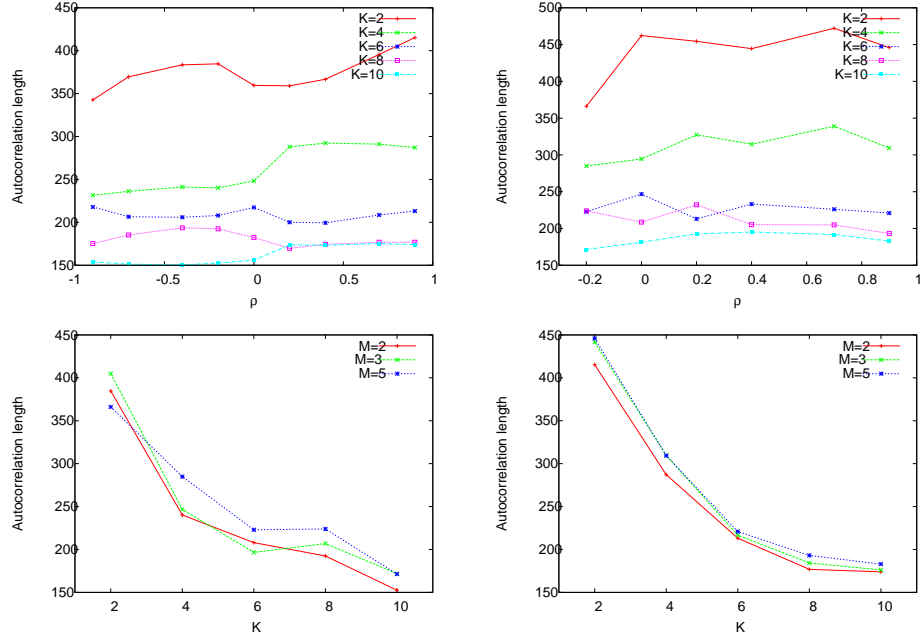 450
400
350
300
250
200
150
-1
-0.5
0
0.5
1
Autocorrelation length
ρ
K=2
K=4
K=6
K=8
K=10
500
450
400
350
300
250
200
150
-0.2
0
0.2
0.4
0.6
0.8
1
Autocorrelation length
ρ
K=2
K=4
K=6
K=8
K=10
450
400
350
300
250
200
150
2
4
6
8
10
Autocorrelation length
K
M=2
M=3
M=5
450
400
350
300
250
200
150
2
4
6
8
10
Autocorrelation length
K
M=2
M=3
M=5